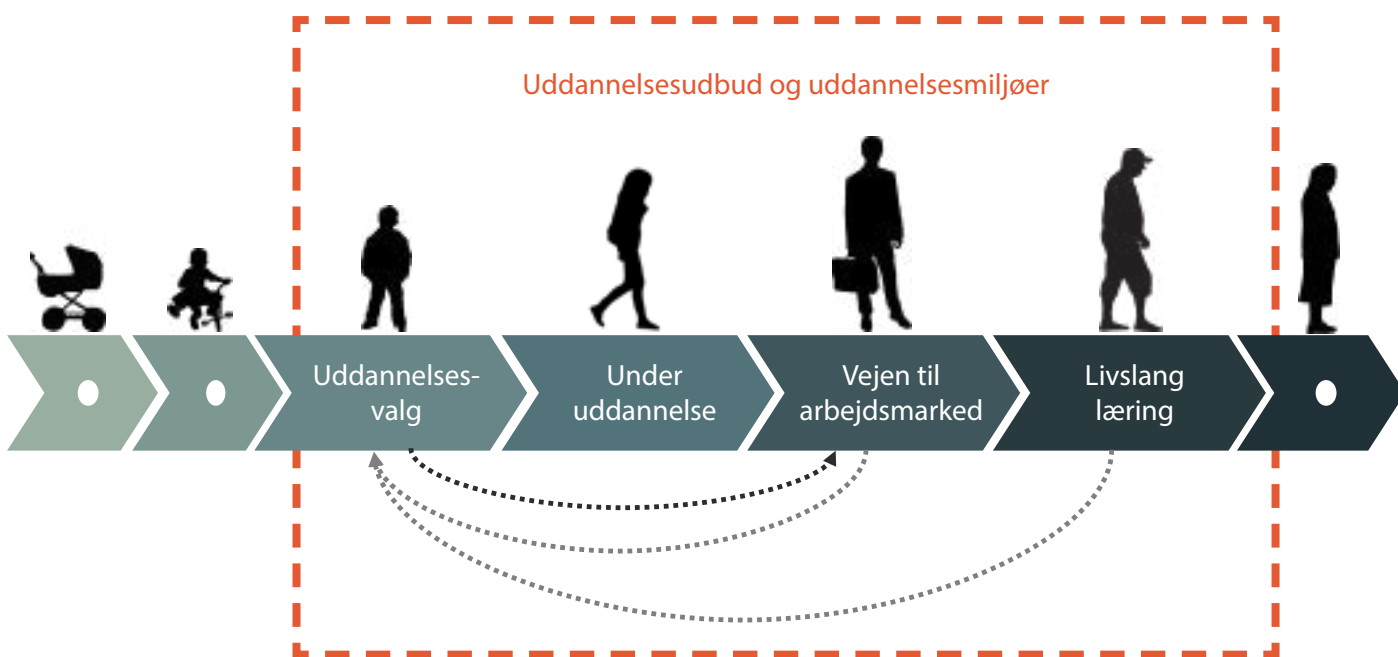 Uddannelsesudbud og uddannelsesmiljøer
Uddannelses-
valg
Under
uddannelse
Vejen til
arbejdsmarked
Livslang
læring